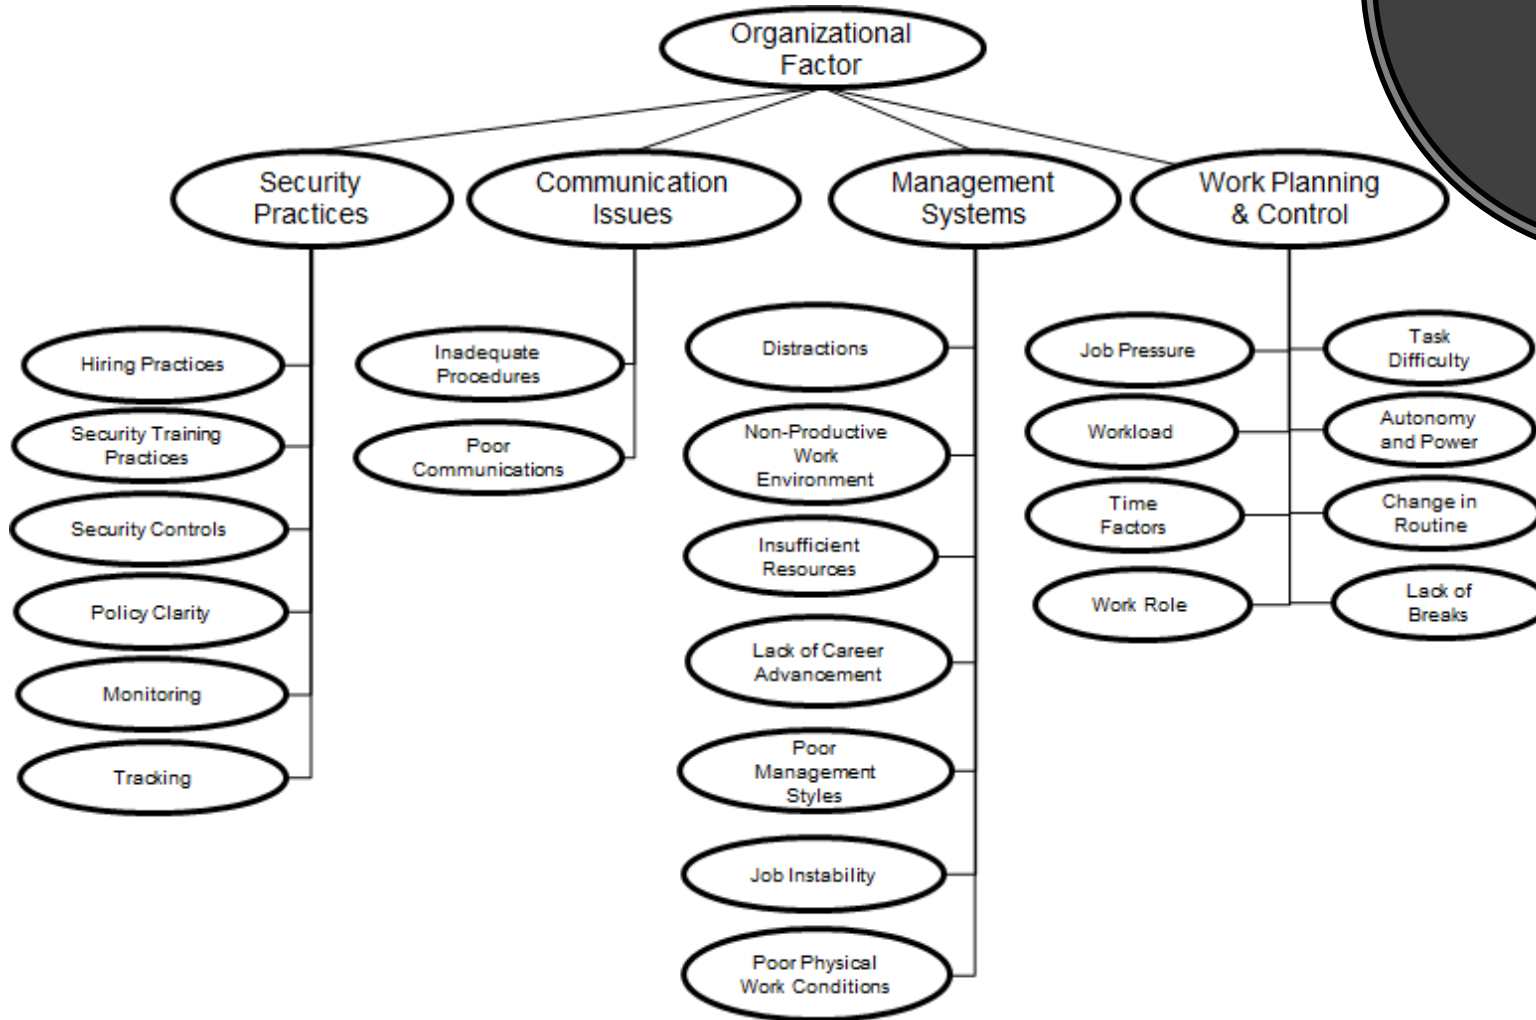 Organizational
Factor
Security
Practices
Communication
Issues
Management
Systems
Work Planning
& Control
Hiring Practices
Security Training
Practices
Security Controls
Policy Clarity
Monitoring
Tracking
Inadequate
Procedures
Poor
Communications
Distractions
Non-Productive
Work
Environment
Insufficient
Resources
Lack of Career
Advancement
Poor
Management
Styles
Job Instability
Poor Physical
Work Conditions
Job Pressure
Workload
Time
Factors
Work Role
Task
Difficulty
Autonomy
and Power
Change in
Routine
Lack of
Breaks